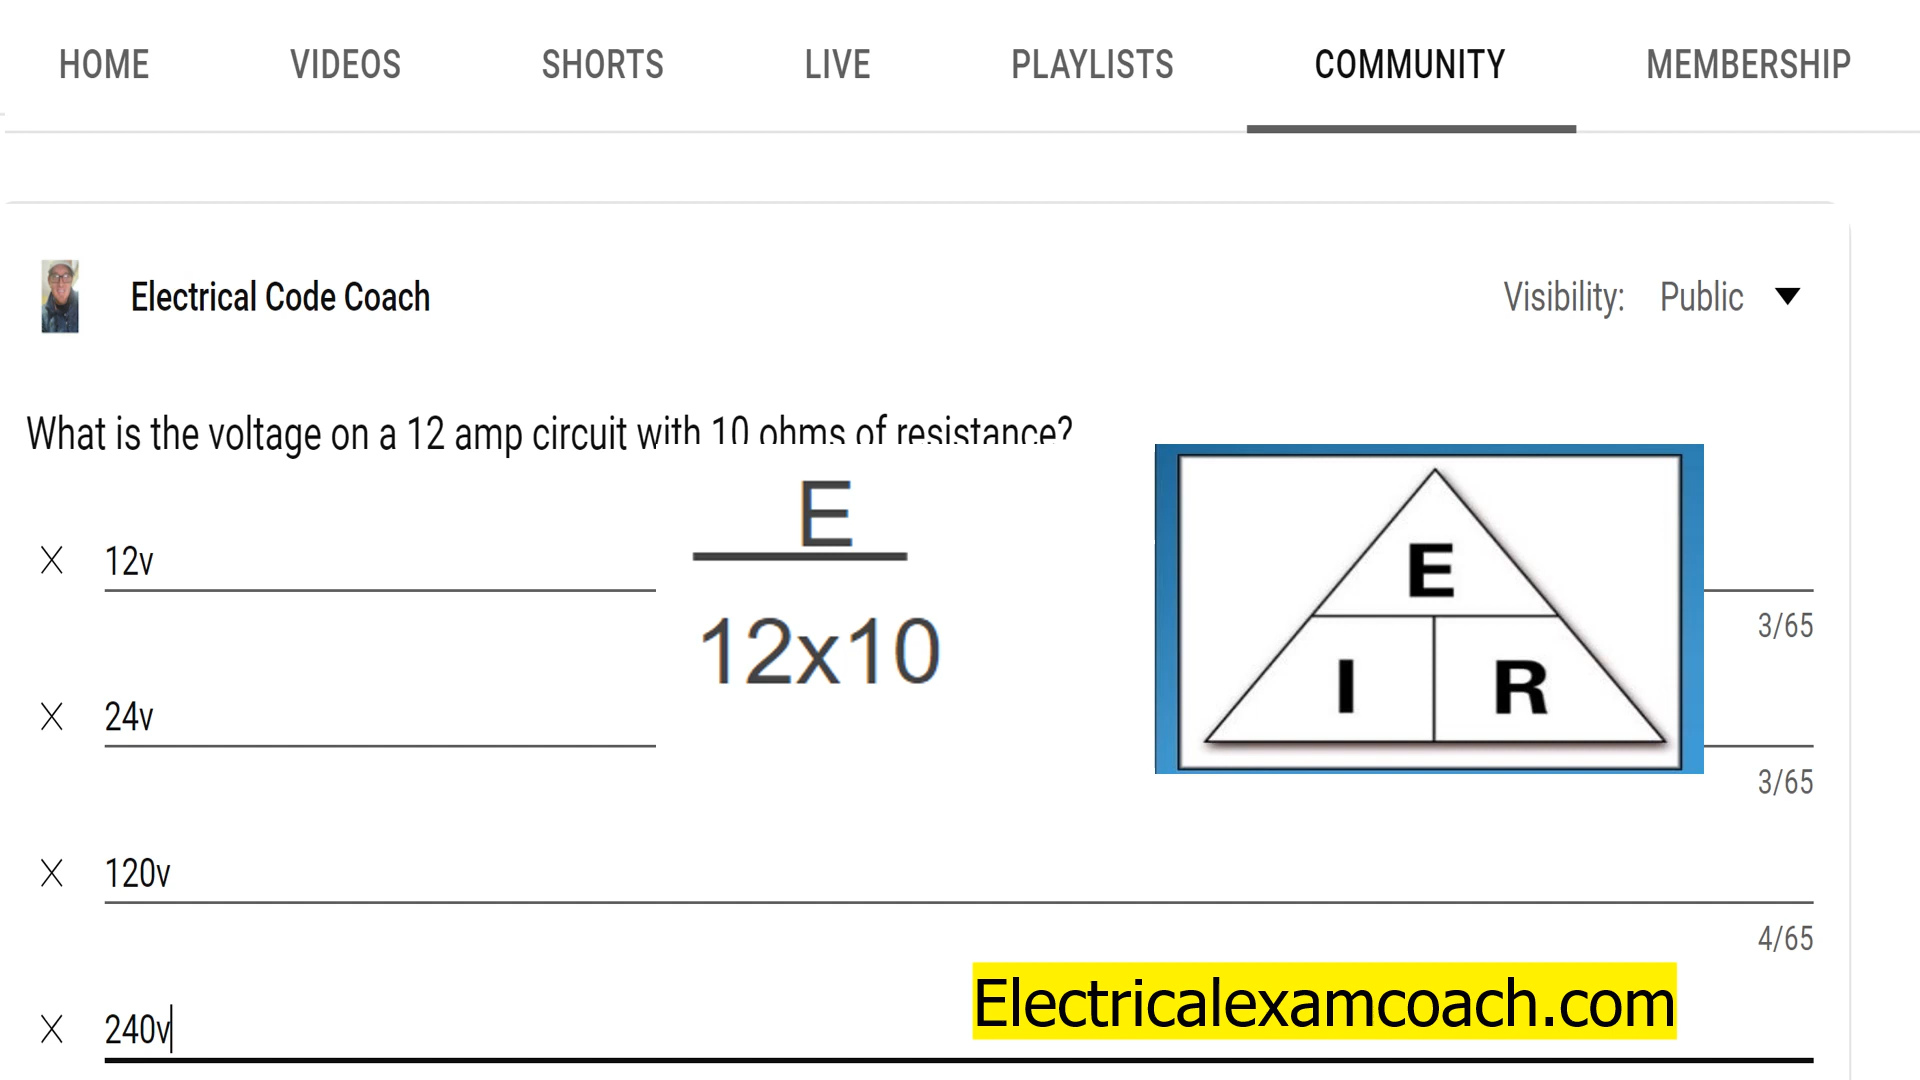 HOME VIDEOS SHORTS LIVE PLAYLISTS COMMUNITY MEMBERSHIP
Electrical Code Coach
Visibility: Public
What is the voltage on a 12 amp circuit with 10 ohms of resistance?
E
12x10
E
I R
12v
3/65
24v
3/65
120v
4/65
240v
Electricalexamcoach.com